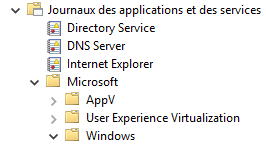 Journaux des applications et des services
Directory Service
DNS Server
Internet Explorer
Microsoft
AppV
User Experience Virtualization
Windows